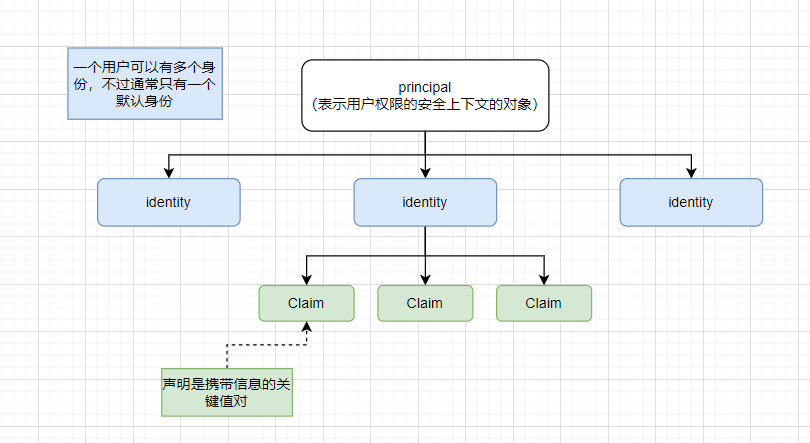 一个用户可以有多个身
份，不过通常只有一个
默认身份
principal
（表示用户权限的安全上下文的对象）
identity
identity
identity
Claim
Claim
Claim
声明是携带信息的关
键值对